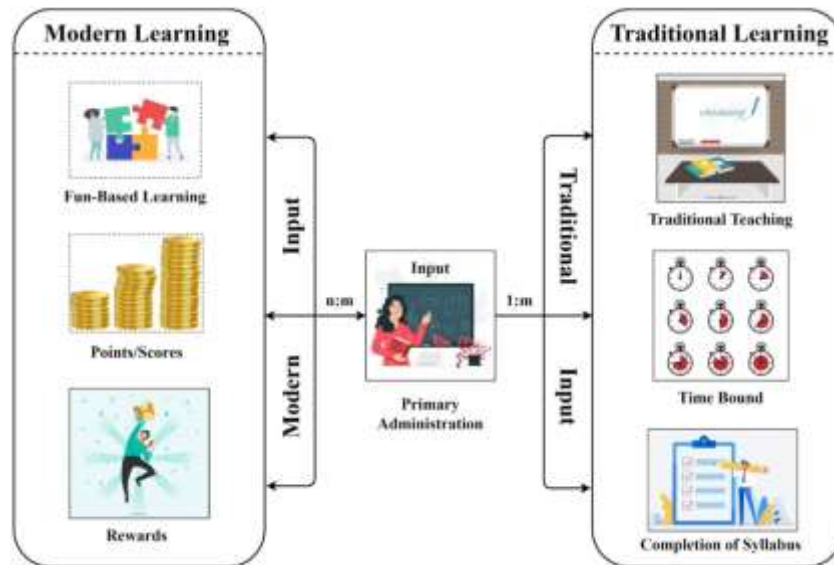 Modern Learning
Fun-Based Learning
Points/Scores
Rewards
Input
Modern
n:m
Input
Primary
Administration
1:m
Traditional
Input
Traditional Learning
Traditional Teaching
Time Bound
Completion of Syllabus